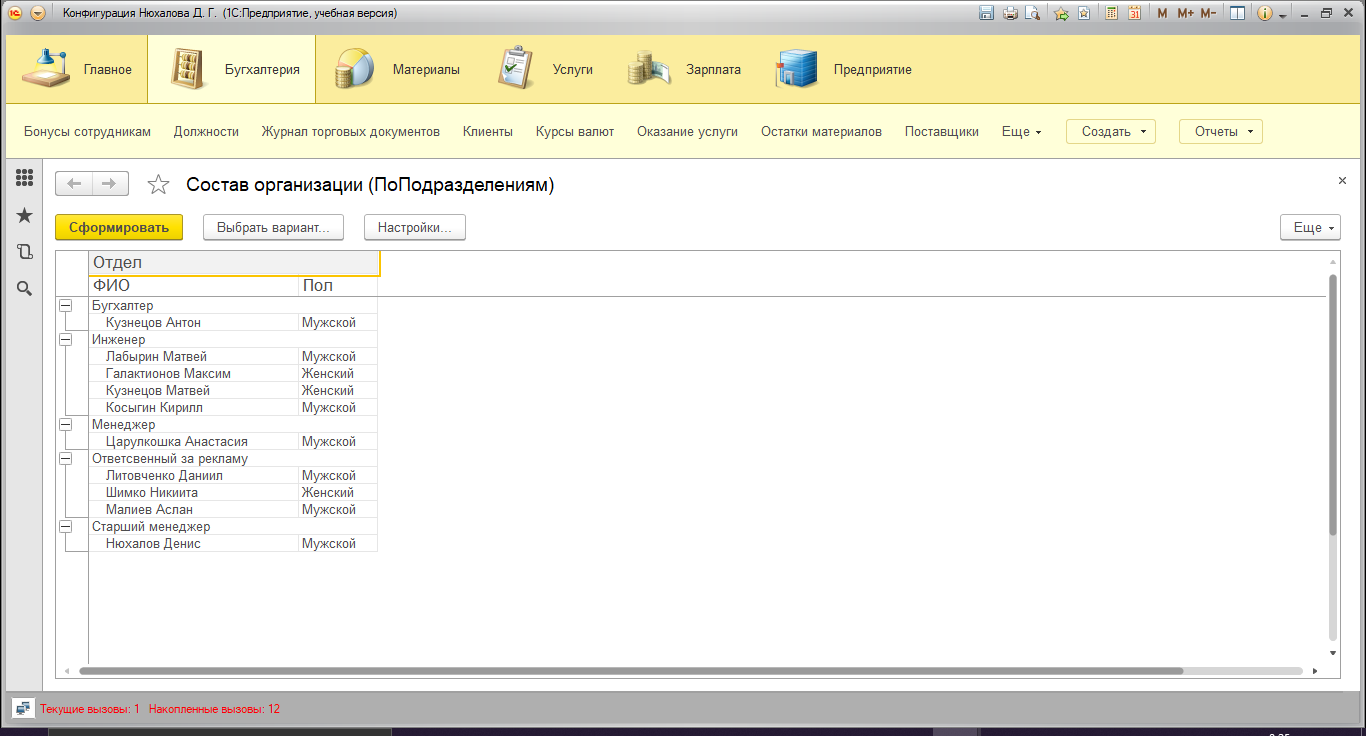 Конфигурация Нюхалова Д. Г. (1С:Предприятие, учебная версия)
M M+ M-
Главное Бухгалтерия Материалы Услуги Зарплата Предприятие
Бонусы сотрудникам Должности Журнал торговых документов Клиенты Курсы валют Оказание услуги Остатки материалов Поставщики Еще Создать Отчеты
Состав организации (ПоПодразделениям)
Сформировать Выбрать вариант... Настройки... Еще
Отдел
ФИО Пол
Бугхалтер
Кузнецов Антон Мужской
Инженер
Лабырин Матвей Мужской
Галактионов Максим Женский
Кузнецов Матвей Женский
Косыгин Кирилл Мужской
Менеджер
Царулкошка Анастасия Мужской
Ответсвенный за рекламу
Литовченко Даниил Мужской
Шимко Никиита Женский
Малиев Аслан Мужской
Старший менеджер
Нюхалов Денис Мужской
Текущие вызовы: 1 Накопленные вызовы: 12